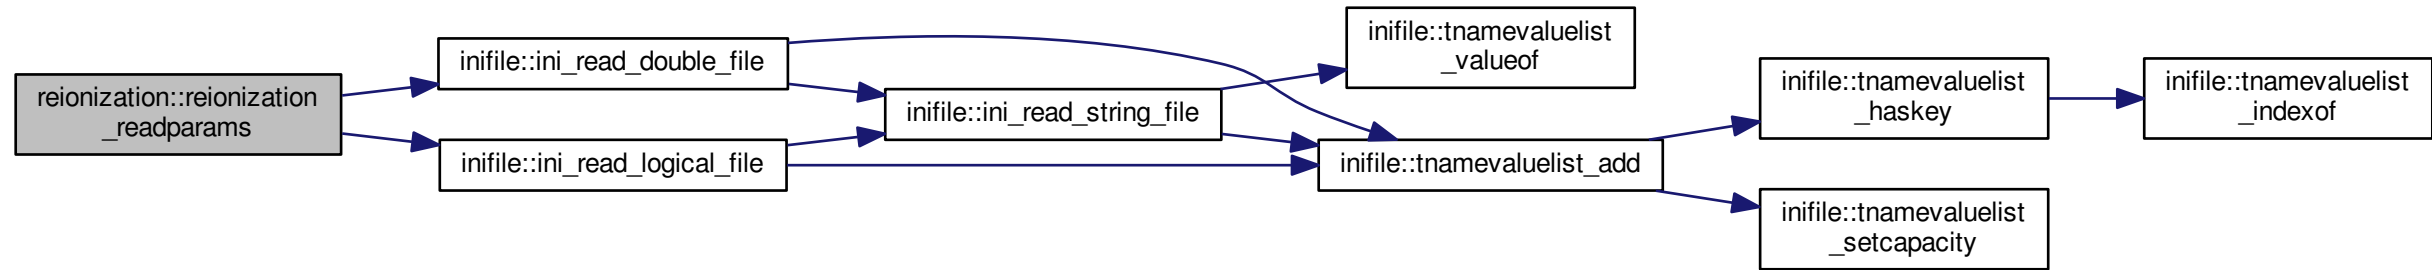 reionization::reionization
_readparams
inifile::ini_read_double_file
inifile::ini_read_logical_file
inifile::ini_read_string_file
inifile::tnamevaluelist
_valueof
inifile::tnamevaluelist_add
inifile::tnamevaluelist
_haskey
inifile::tnamevaluelist
_setcapacity
inifile::tnamevaluelist
_indexof